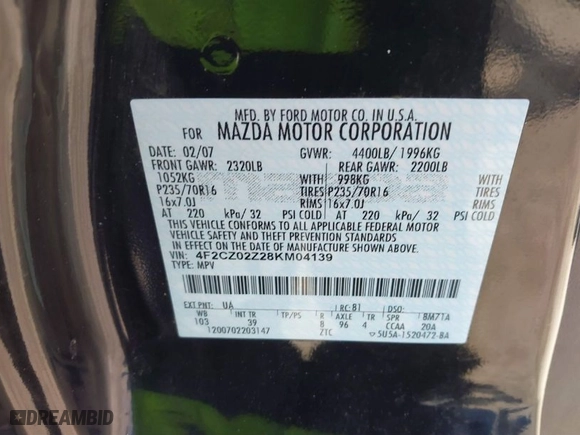 MFD. BY FORD MOTOR CO. IN U.S.A.
FOR MAZDA MOTOR CORPORATION
DATE: 02/07 GVWR: 4400LB/ 1996KG
FRONT GAWR: 2320LB REAR GAWR: 2200LB
1052KG WITH 998KG WITH
P235/70R16 TIRES P235/70R16 TIRES
16x7.0J RIMS 16x7.0J RIMS
AT 220 kPa/ 32 PSI COLD AT 220 kPa/ 32 PSI COLD
THIS VEHICLE CONFORMS TO ALL APPLICABLE FEDERAL MOTOR
VEHICLE SAFETY AND THEFT PREVENTION STANDARDS
IN EFFECT ON THE DATE OF MANUFACTURE SHOWN ABOVE.
VIN: 4F2CZ02Z28KM04139
TYPE: MPV
EXT PNT: UA RC: 81 DSO:
WB INT TR TP/PS R AXLE TR SPR BM7TA
103 39 8 96 4 CCAA 20A
1200702203147 ZTC 5U5A-1520472-BA
DREAMBID